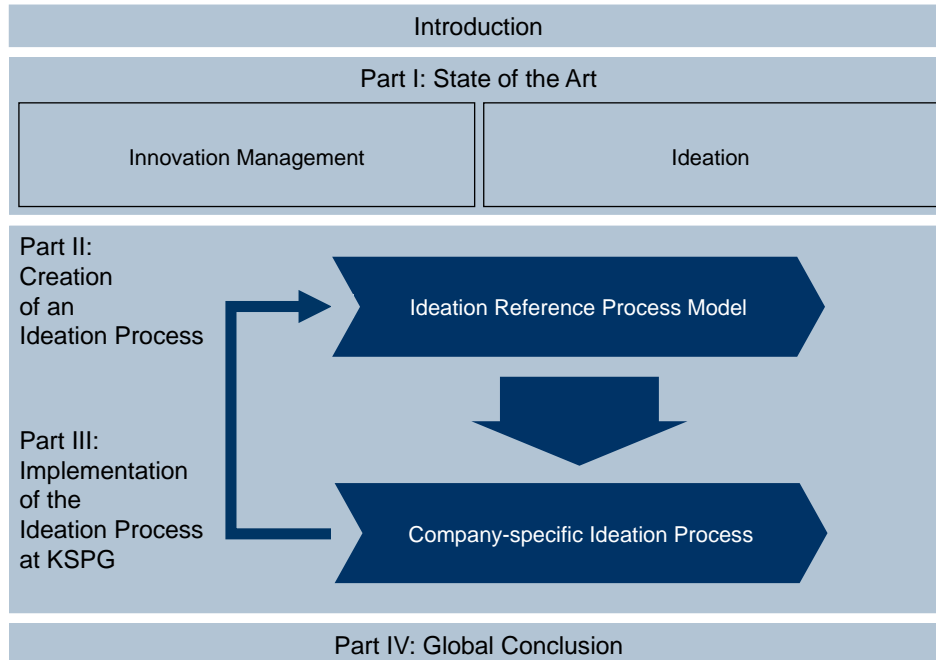 Introduction
Part I: State of the Art
Innovation Management
Ideation
Part II:
Creation
of an
Ideation Process
Ideation Reference Process Model
Part III:
Implementation
of the
Ideation Process
at KSPG
Company-specific Ideation Process
Part IV: Global Conclusion